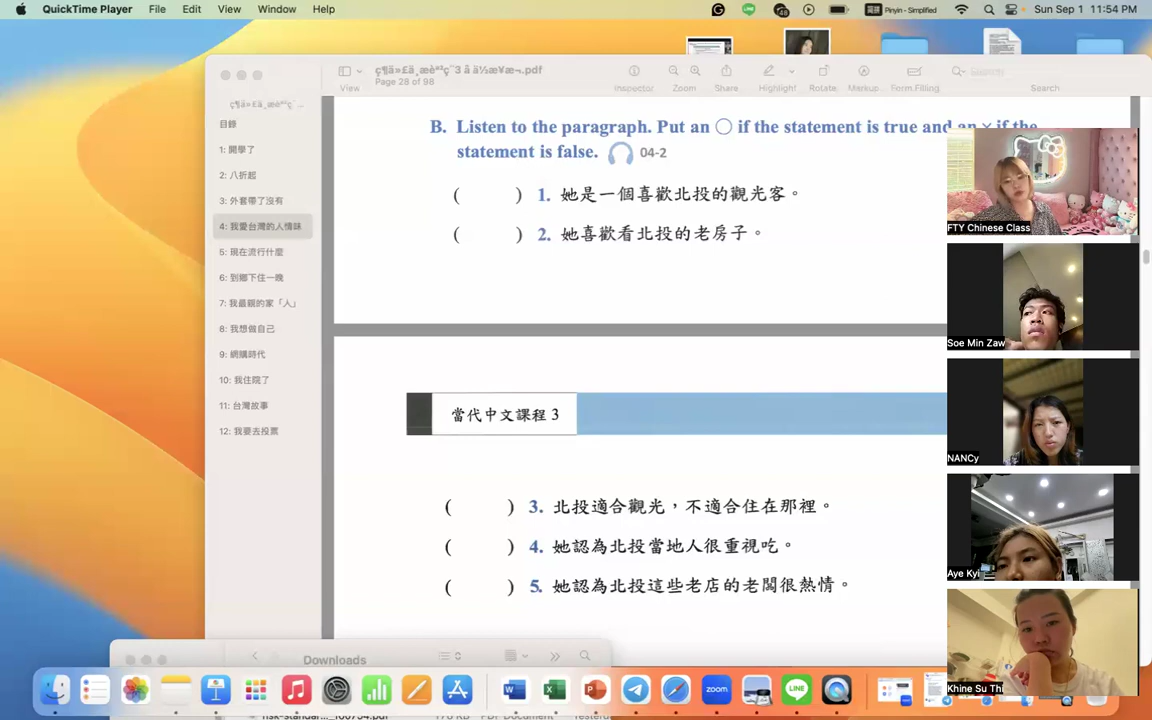 QuickTime Player File Edit View Window Help
48
Pinyin - Simplified
Sun Sep 1 11:54 PM
Page 28 of 98
View
Inspector
Zoom
Share
Highlight
Rotate
Markup
Form Filling
Search
Search
目錄
1: 開學了
2: 八折起
3: 外套帶了沒有
4: 我愛台灣的人情味
5: 現在流行什麼
6: 到鄉下住一晚
7: 我最親的家「人」
8: 我想做自己
9: 網購時代
10: 我住院了
11: 台灣故事
12: 我要去投票
B. Listen to the paragraph. Put an ○ if the statement is true and an × if the
statement is false. 04-2
( ) 1. 她是一個喜歡北投的觀光客。
( ) 2. 她喜歡看北投的老房子。
當代中文課程 3
( ) 3. 北投適合觀光，不適合住在那裡。
( ) 4. 她認為北投當地人很重視吃。
( ) 5. 她認為北投這些老店的老闆很熱情。
FTY Chinese Class
Soe Min Zaw
NANCy
Aye Kyi
Khine Su Thi
Downloads
zoom
LINE